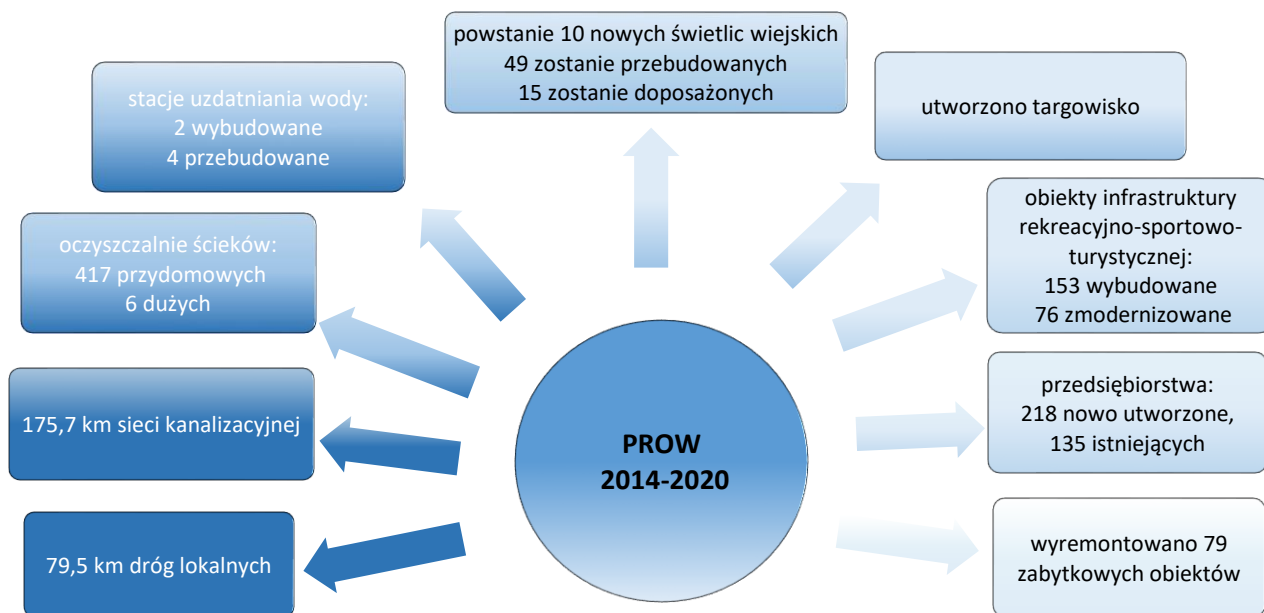 powstanie 10 nowych świetlic wiejskich
49 zostanie przebudowanych
15 zostanie doposażonych
stacje uzdatniania wody:
2 wybudowane
4 przebudowane
utworzono targowisko
oczyszczalnie ścieków:
417 przydomowych
6 dużych
obiekty infrastruktury
rekreacyjno-sportowo-
turystycznej:
153 wybudowane
76 zmodernizowane
175,7 km sieci kanalizacyjnej
przedsiębiorstwa:
218 nowo utworzone,
135 istniejących
PROW
2014-2020
79,5 km dróg lokalnych
wyremontowano 79
zabytkowych obiektów